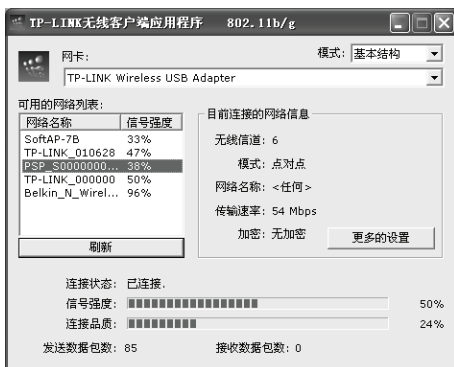 TP-LINK无线客户端应用程序 802.11b/g
网卡: 模式: 基本结构
TP-LINK Wireless USB Adapter
可用的网络列表:
网络名称 信号强度
SoftAP-7B 33%
TP-LINK_010628 47%
PSP_S0000000... 38%
TP-LINK_000000 50%
Belkin_N_Wirel... 96%
刷新
目前连接的网络信息
无线信道: 6
模式: 点对点
网络名称: <任何>
传输速率: 54 Mbps
加密: 无加密
更多的设置
连接状态: 已连接.
信号强度: 50%
连接品质: 24%
发送数据包数: 85 接收数据包数: 0